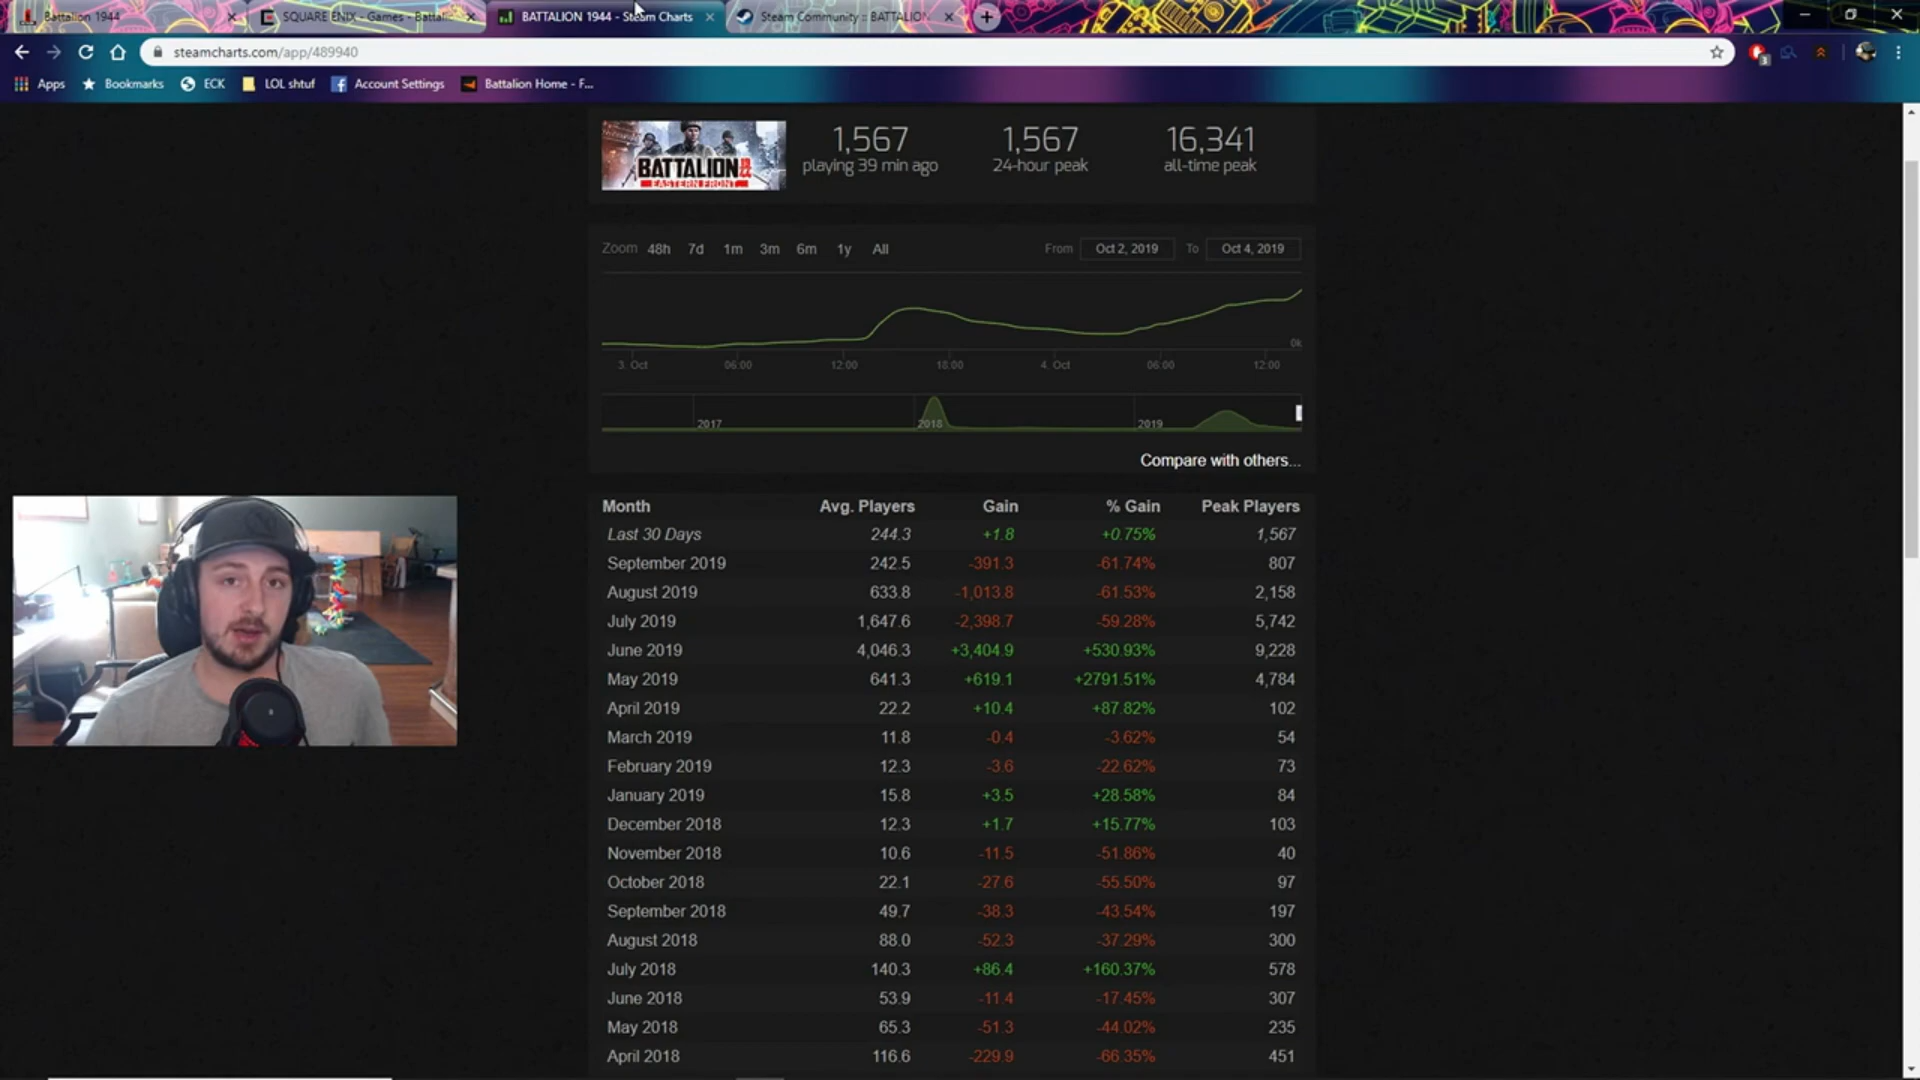 Battalion 1944
SQUARE ENIX - Games - Battalio
BATTALION 1944 - Steam Charts
Steam Community :: BATTALION
steamcharts.com/app/489940
Apps
Bookmarks
ECK
LOL shtuf
Account Settings
Battalion Home - F...
BATTALION
EASTERN FRONT
1,567
playing 39 min ago
1,567
24-hour peak
16,341
all-time peak
Zoom 48h 7d 1m 3m 6m 1y All
From Oct 2, 2019 To Oct 4, 2019
0k
3. Oct 06:00 12:00 18:00 4. Oct 06:00 12:00
2017 2018 2019
Compare with others...
Month Avg. Players Gain % Gain Peak Players
Last 30 Days 244.3 +1.8 +0.75% 1,567
September 2019 242.5 -391.3 -61.74% 807
August 2019 633.8 -1,013.8 -61.53% 2,158
July 2019 1,647.6 -2,398.7 -59.28% 5,742
June 2019 4,046.3 +3,404.9 +530.93% 9,228
May 2019 641.3 +619.1 +2791.51% 4,784
April 2019 22.2 +10.4 +87.82% 102
March 2019 11.8 -0.4 -3.62% 54
February 2019 12.3 -3.6 -22.62% 73
January 2019 15.8 +3.5 +28.58% 84
December 2018 12.3 +1.7 +15.77% 103
November 2018 10.6 -11.5 -51.86% 40
October 2018 22.1 -27.6 -55.50% 97
September 2018 49.7 -38.3 -43.54% 197
August 2018 88.0 -52.3 -37.29% 300
July 2018 140.3 +86.4 +160.37% 578
June 2018 53.9 -11.4 -17.45% 307
May 2018 65.3 -51.3 -44.02% 235
April 2018 116.6 -229.9 -66.35% 451